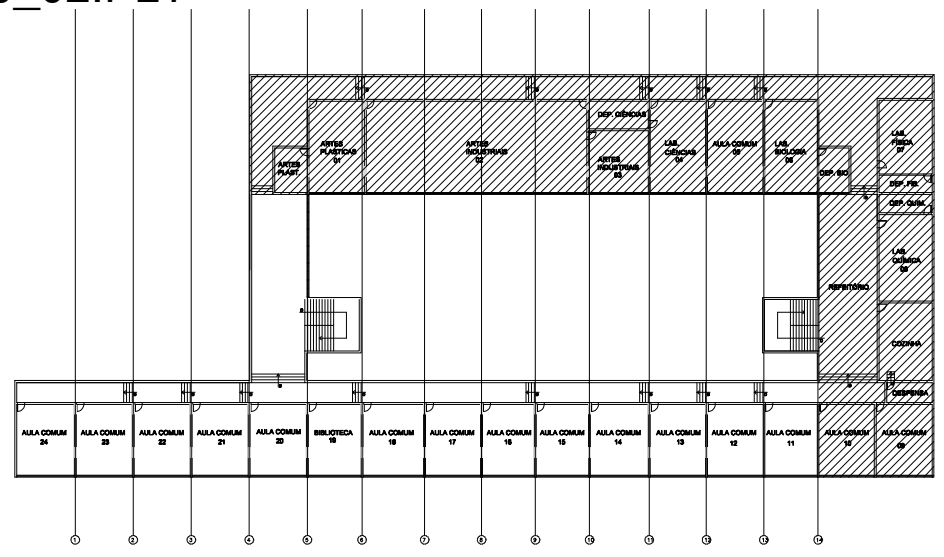 DEP. CIÊNCIAS
ARTES
PLASTICAS
01
ARTES
INDUSTRIAIS
02
LAB.
CIÊNCIAS
04
AULA COMUM
05
LAB.
BIOLOGIA
LAB.
FÍSICA
07
ARTES
PLAST.
ARTES
INDUSTRIAIS
03
DEP. BIO
DEP. FIS.
DEP. QUIM.
LAB.
QUÍMICA
REFEITÓRIO
COZINHA
DESPENSA
AULA COMUM
24
AULA COMUM
23
AULA COMUM
22
AULA COMUM
21
AULA COMUM
20
BIBLIOTECA
19
AULA COMUM
18
AULA COMUM
17
AULA COMUM
16
AULA COMUM
15
AULA COMUM
14
AULA COMUM
13
AULA COMUM
12
AULA COMUM
11
AULA COMUM
10
AULA COMUM
09
1 2 3 4 5 6 7 8 9 10 11 12 13 14